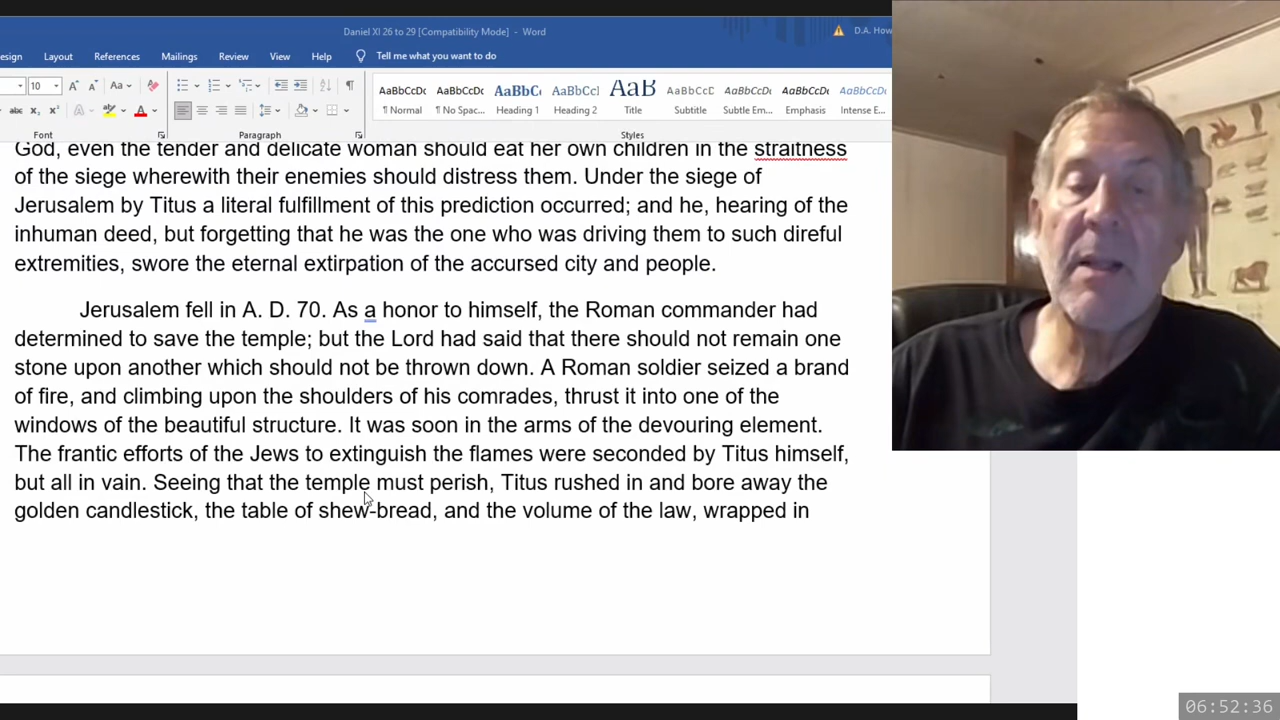 Daniel XI 26 to 29 [Compatibility Mode] - Word
D.A. How
esign Layout References Mailings Review View Help Tell me what you want to do
10 Aa
AaBbCcDc AaBbCcDc AaBbC AaBbCcI AaB AaBbCcD AaBbCcDc AaBbCcDc AaBbCcDc
¶ Normal ¶ No Spac... Heading 1 Heading 2 Title Subtitle Subtle Em... Emphasis Intense E...
Font Paragraph Styles
God, even the tender and delicate woman should eat her own children in the straitness
of the siege wherewith their enemies should distress them. Under the siege of
Jerusalem by Titus a literal fulfillment of this prediction occurred; and he, hearing of the
inhuman deed, but forgetting that he was the one who was driving them to such direful
extremities, swore the eternal extirpation of the accursed city and people.
Jerusalem fell in A. D. 70. As a honor to himself, the Roman commander had
determined to save the temple; but the Lord had said that there should not remain one
stone upon another which should not be thrown down. A Roman soldier seized a brand
of fire, and climbing upon the shoulders of his comrades, thrust it into one of the
windows of the beautiful structure. It was soon in the arms of the devouring element.
The frantic efforts of the Jews to extinguish the flames were seconded by Titus himself,
but all in vain. Seeing that the temple must perish, Titus rushed in and bore away the
golden candlestick, the table of shew-bread, and the volume of the law, wrapped in
06:52:36